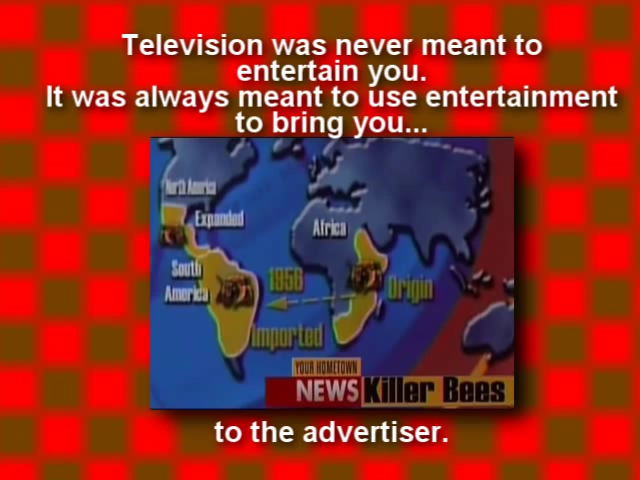 Television was never meant to
entertain you.
It was always meant to use entertainment
to bring you...
North America
Expanded
Africa
South
America
1956
Origin
Imported
YOUR HOMETOWN
NEWS Killer Bees
to the advertiser.